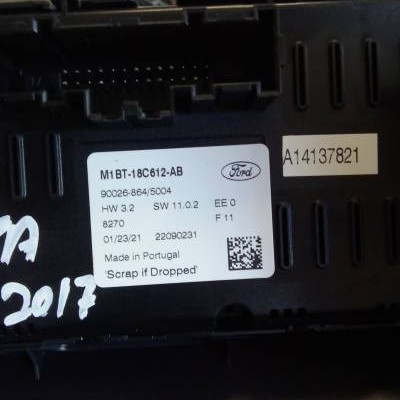 M1BT-18C612-AB
Ford
90026-864/5004
HW 3.2 SW 11.0.2 EE 0
8270 F 11
01/23/21 22090231
Made in Portugal
'Scrap if Dropped'
A14137821
2017